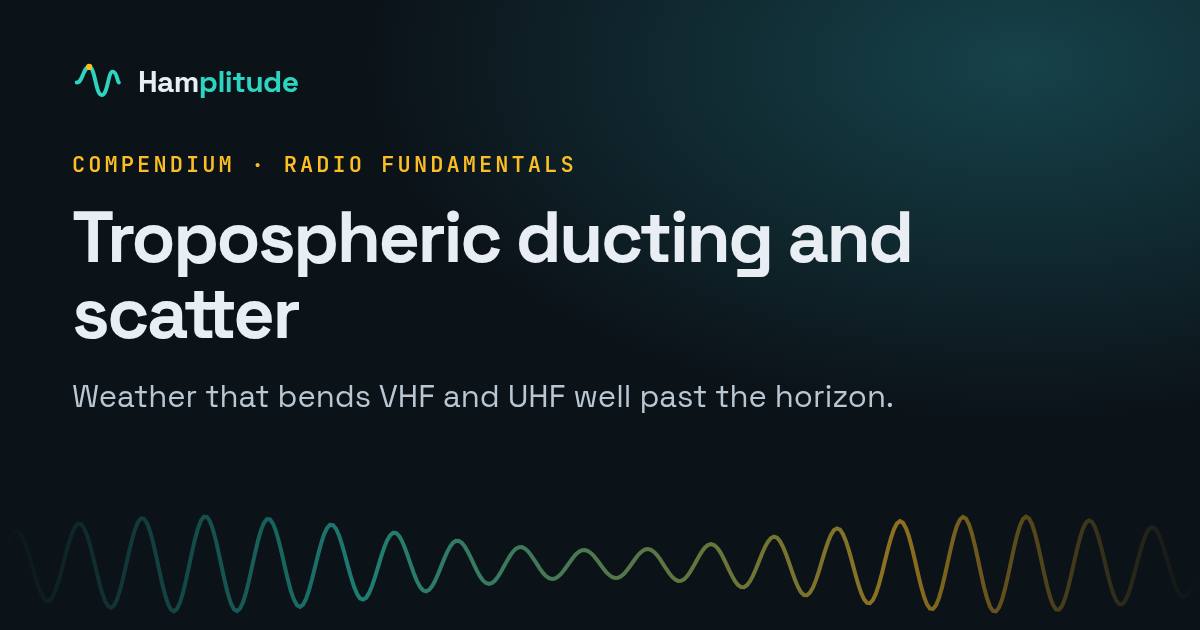 Hamplitude
COMPENDIUM · RADIO FUNDAMENTALS
Tropospheric ducting and
scatter
Weather that bends VHF and UHF well past the horizon.